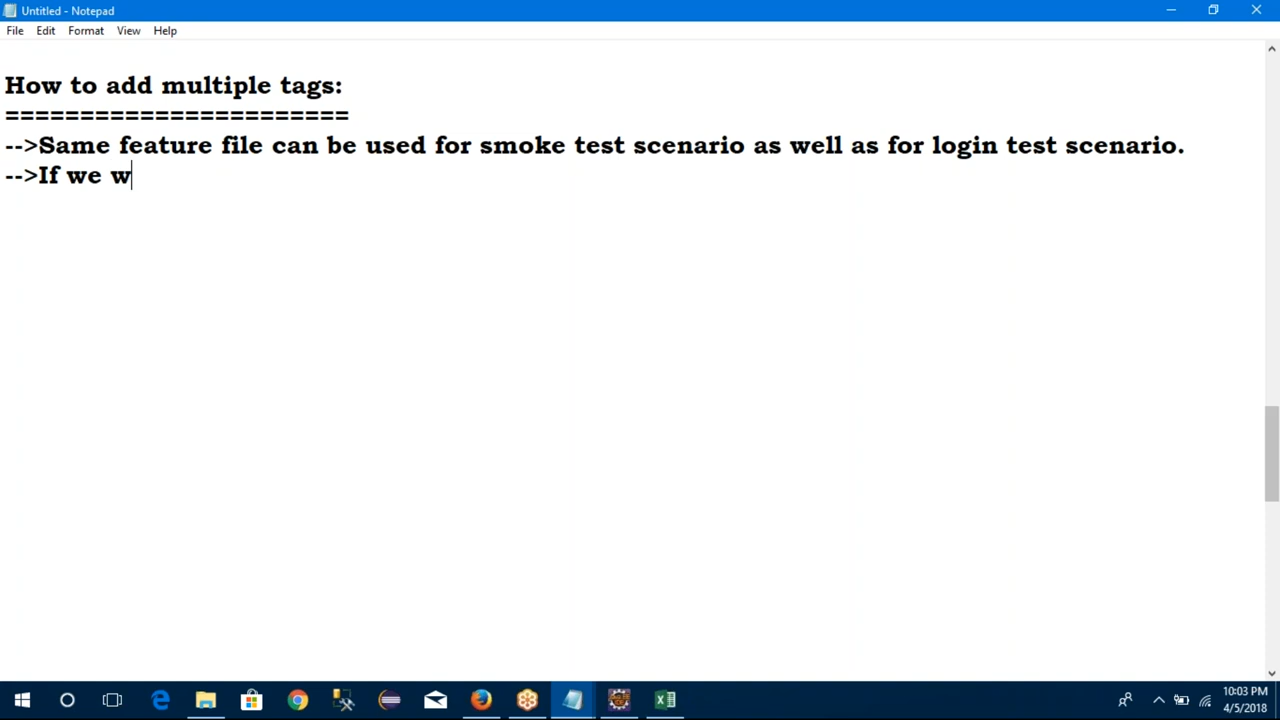 Untitled - Notepad
File Edit Format View Help
How to add multiple tags:
=======================
-->Same feature file can be used for smoke test scenario as well as for login test scenario.
-->If we w
10:03 PM
4/5/2018